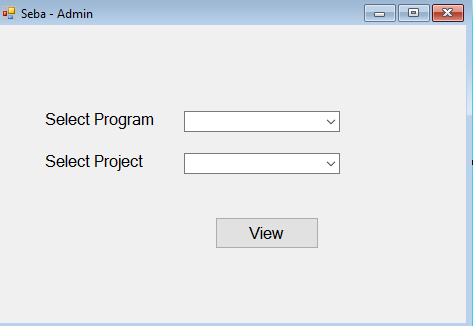 Seba - Admin
Select Program
Select Project
View